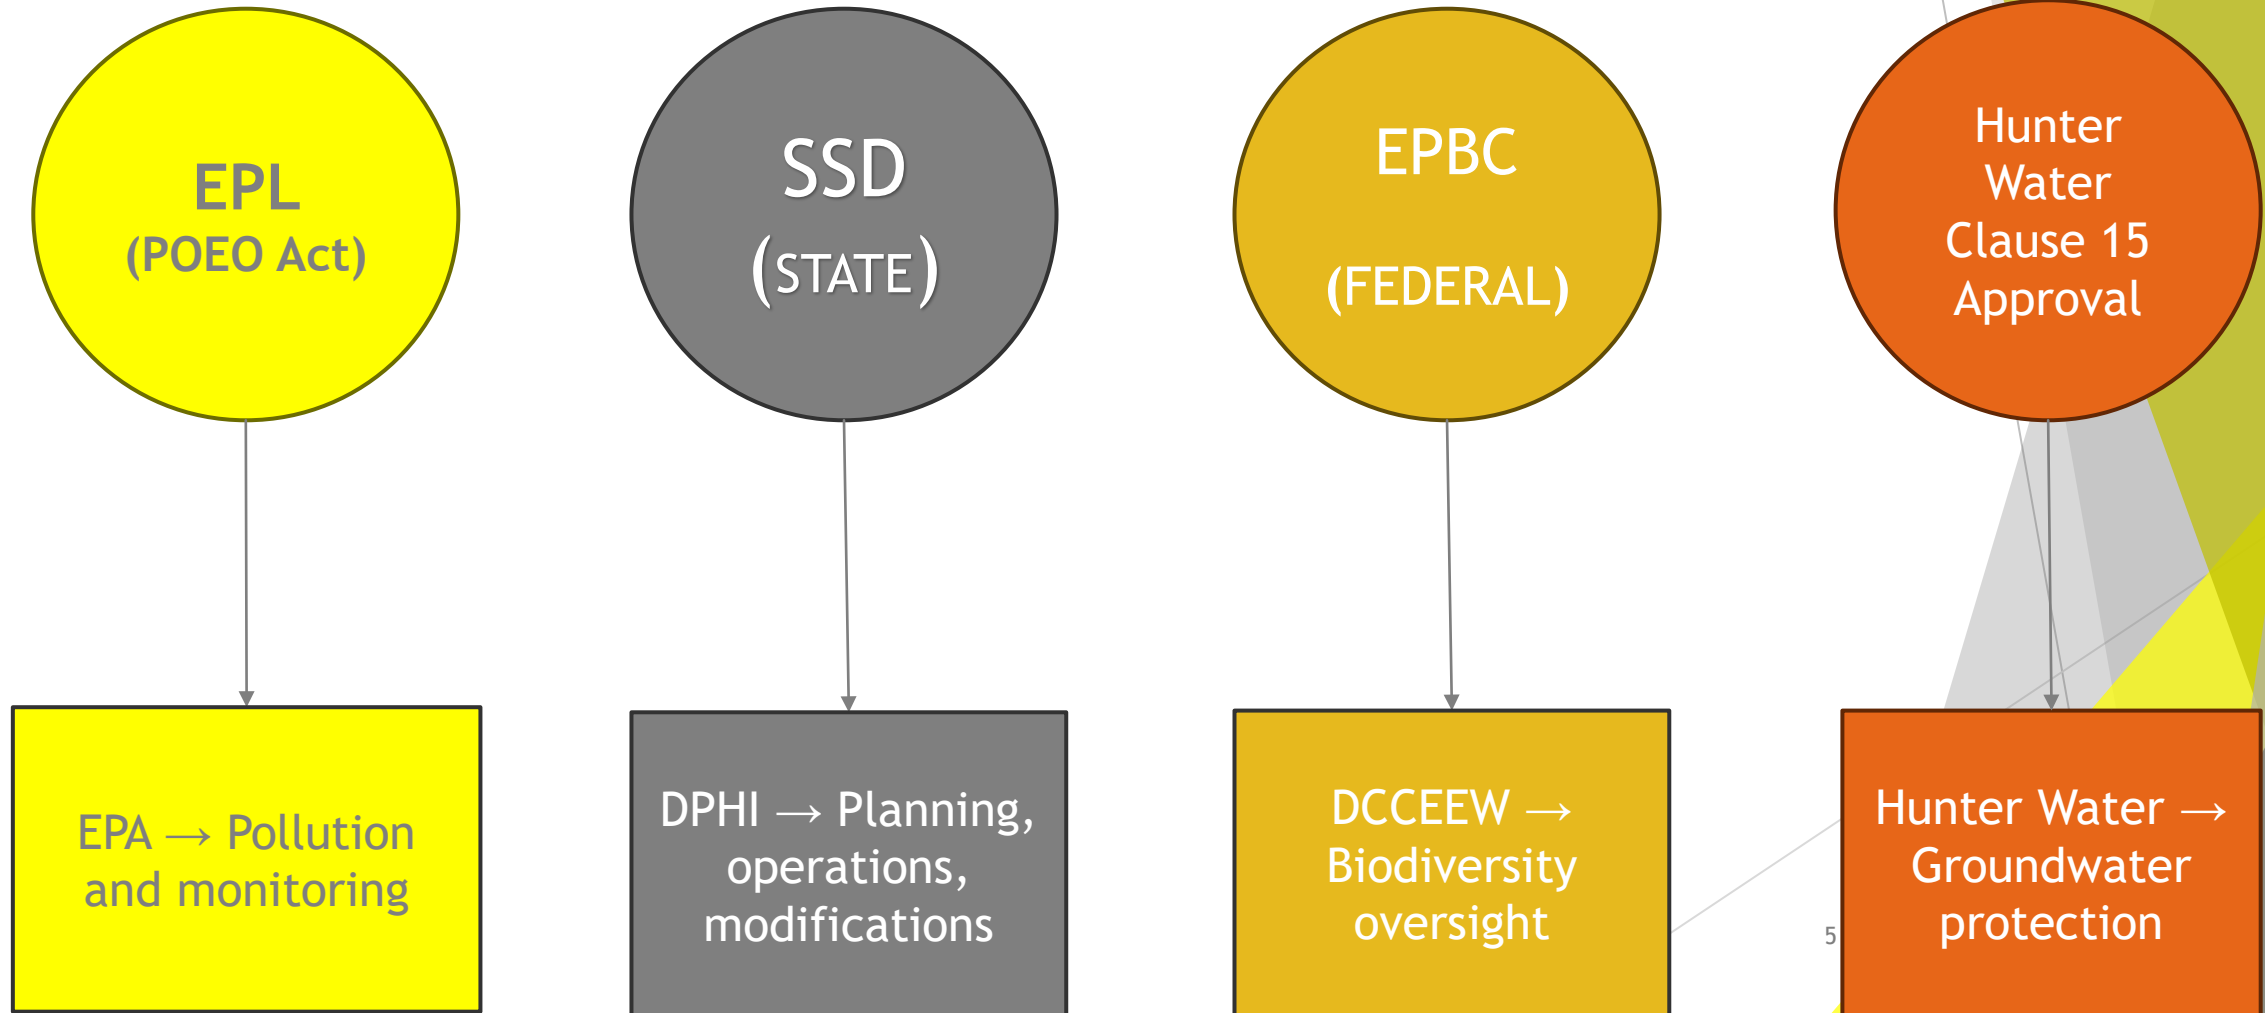 EPL
(POEO Act)
SSD
(STATE)
EPBC
(FEDERAL)
Hunter
Water
Clause 15
Approval
EPA → Pollution
and monitoring
DPHI → Planning,
operations,
modifications
DCCEEW →
Biodiversity
oversight
Hunter Water →
Groundwater
protection
5